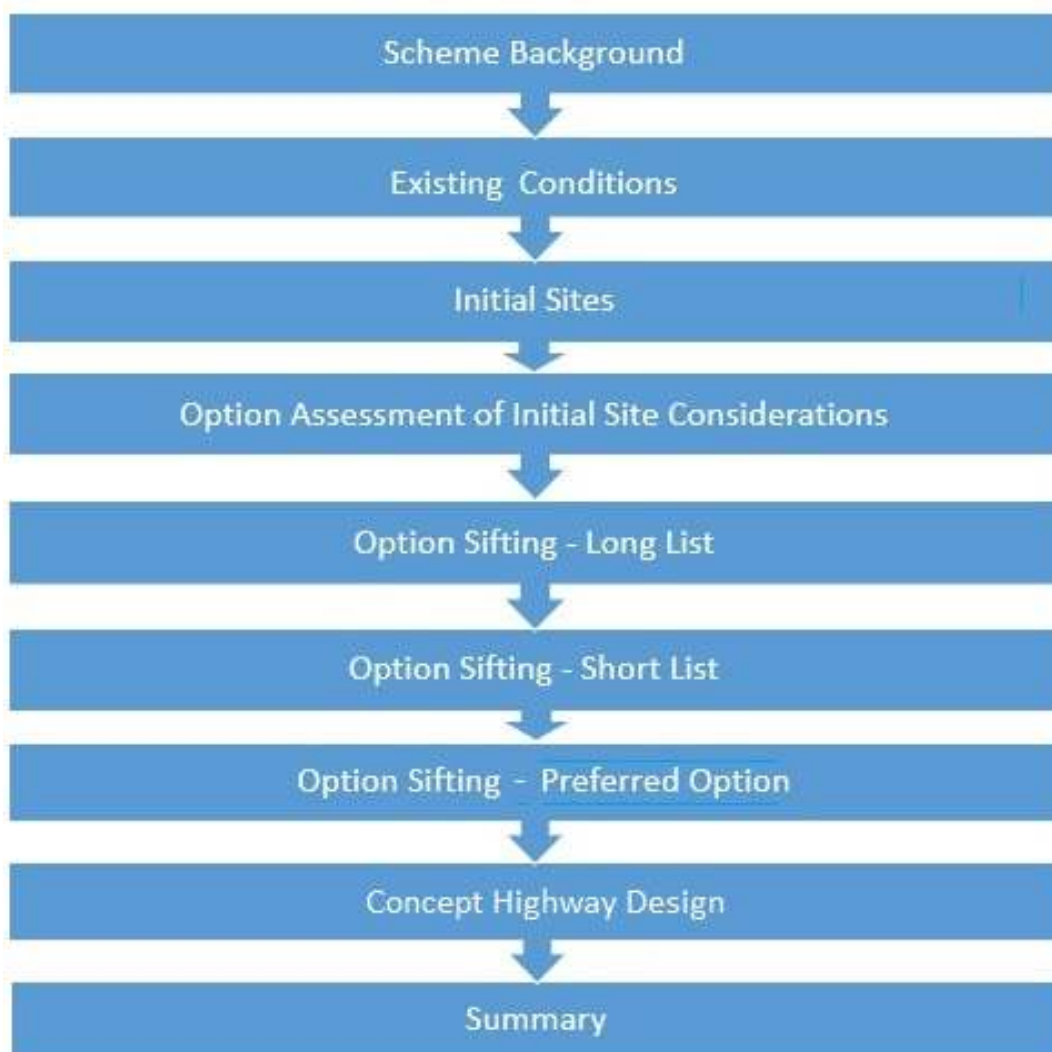 Scheme Background
Existing Conditions
Initial Sites
Option Assessment of Initial Site Considerations
Option Sifting - Long List
Option Sifting - Short List
Option Sifting - Preferred Option
Concept Highway Design
Summary